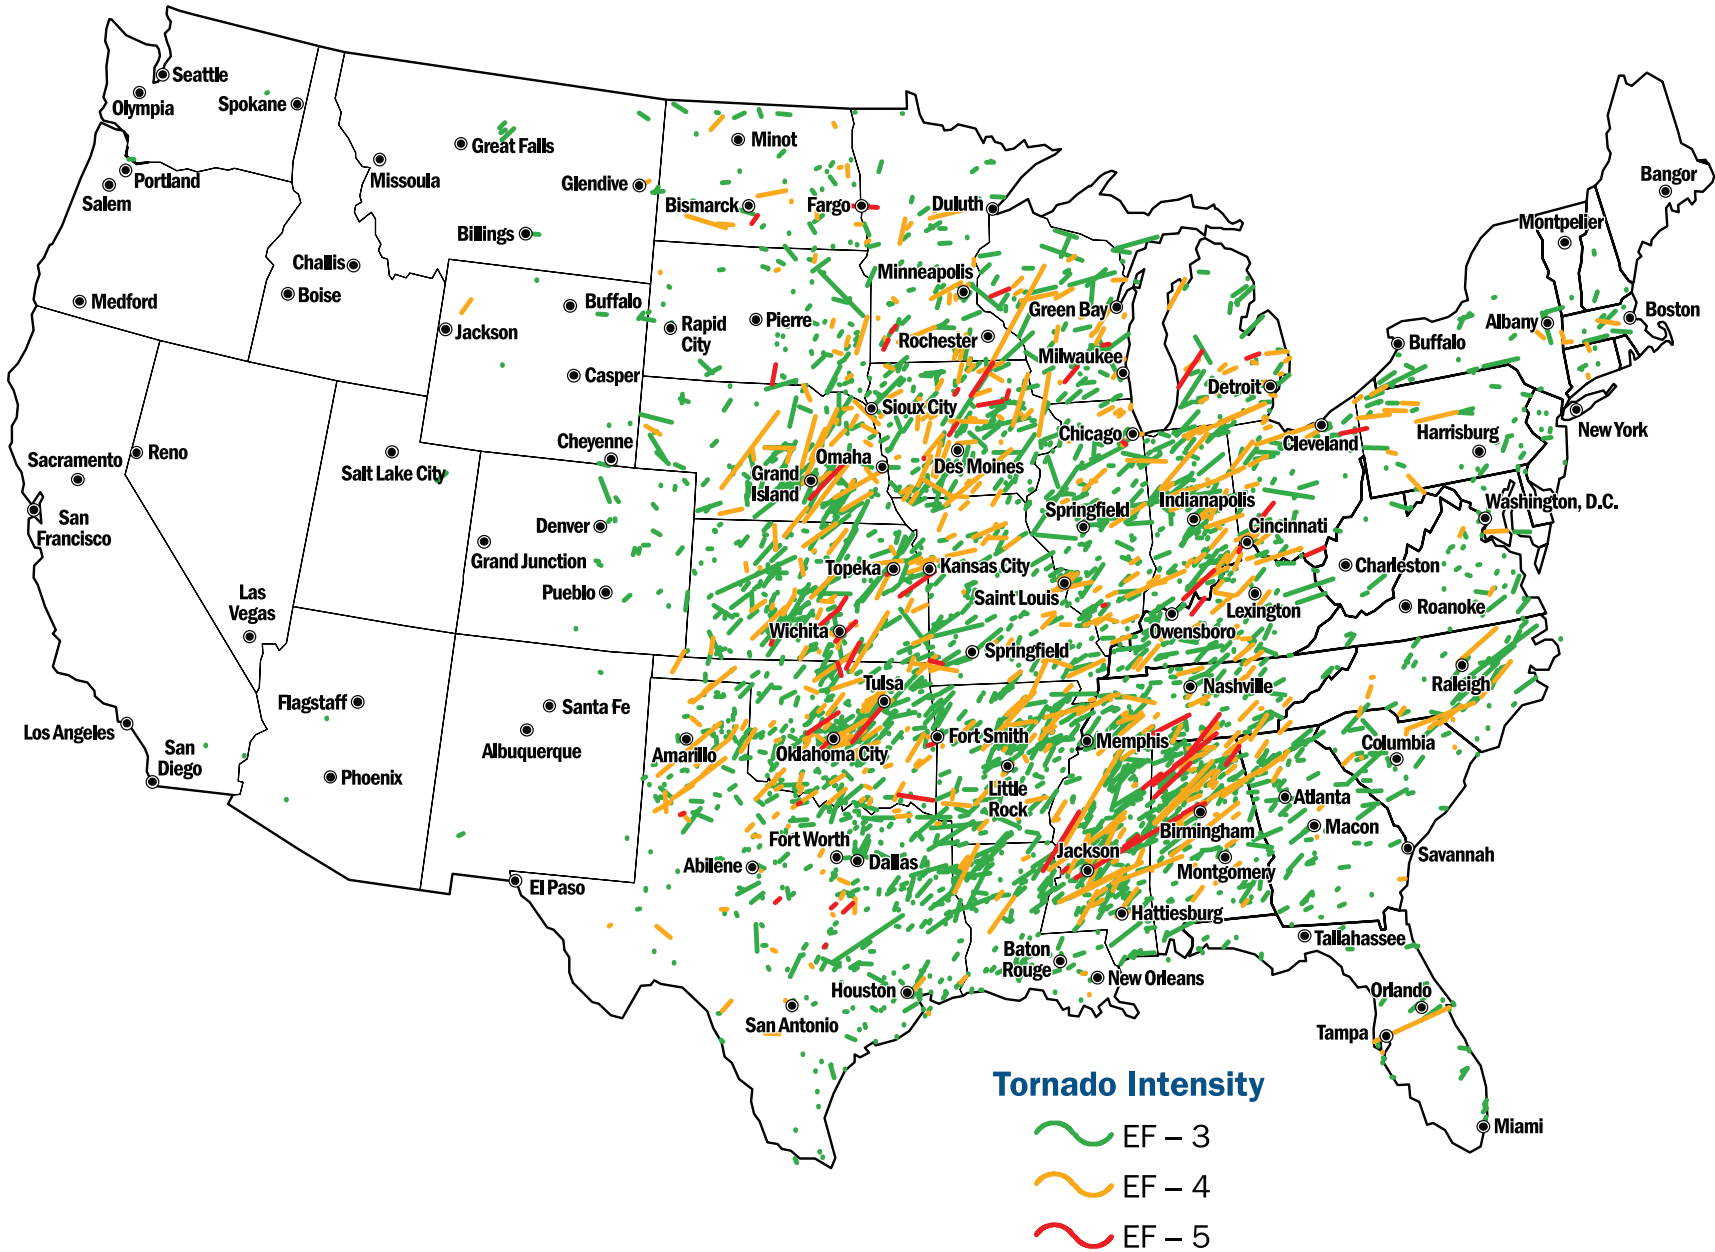 Seattle
Olympia
Spokane
Portland
Salem
Medford
Great Falls
Missoula
Glendive
Billings
Challis
Boise
Jackson
Buffalo
Casper
Cheyenne
Minot
Bismarck
Fargo
Duluth
Rapid
City
Pierre
Minneapolis
Rochester
Green Bay
Milwaukee
Sioux City
Chicago
Detroit
Cleveland
Buffalo
Albany
Montpelier
Bangor
Boston
New York
Harrisburg
Washington, D.C.
Sacramento
Reno
San
Francisco
Salt Lake City
Las
Vegas
Los Angeles
San
Diego
Flagstaff
Phoenix
Grand Junction
Denver
Pueblo
Santa Fe
Albuquerque
El Paso
Grand
Island
Omaha
Des Moines
Topeka
Kansas City
Wichita
Springfield
Saint Louis
Springfield
Indianapolis
Cincinnati
Lexington
Owensboro
Charleston
Roanoke
Raleigh
Nashville
Memphis
Tulsa
Oklahoma City
Fort Smith
Little
Rock
Amarillo
Fort Worth
Dallas
Abilene
Jackson
Birmingham
Montgomery
Hattiesburg
Atlanta
Macon
Columbia
Savannah
Tallahassee
Baton
Rouge
New Orleans
Houston
San Antonio
Orlando
Tampa
Miami
Tornado Intensity
EF – 3
EF – 4
EF – 5